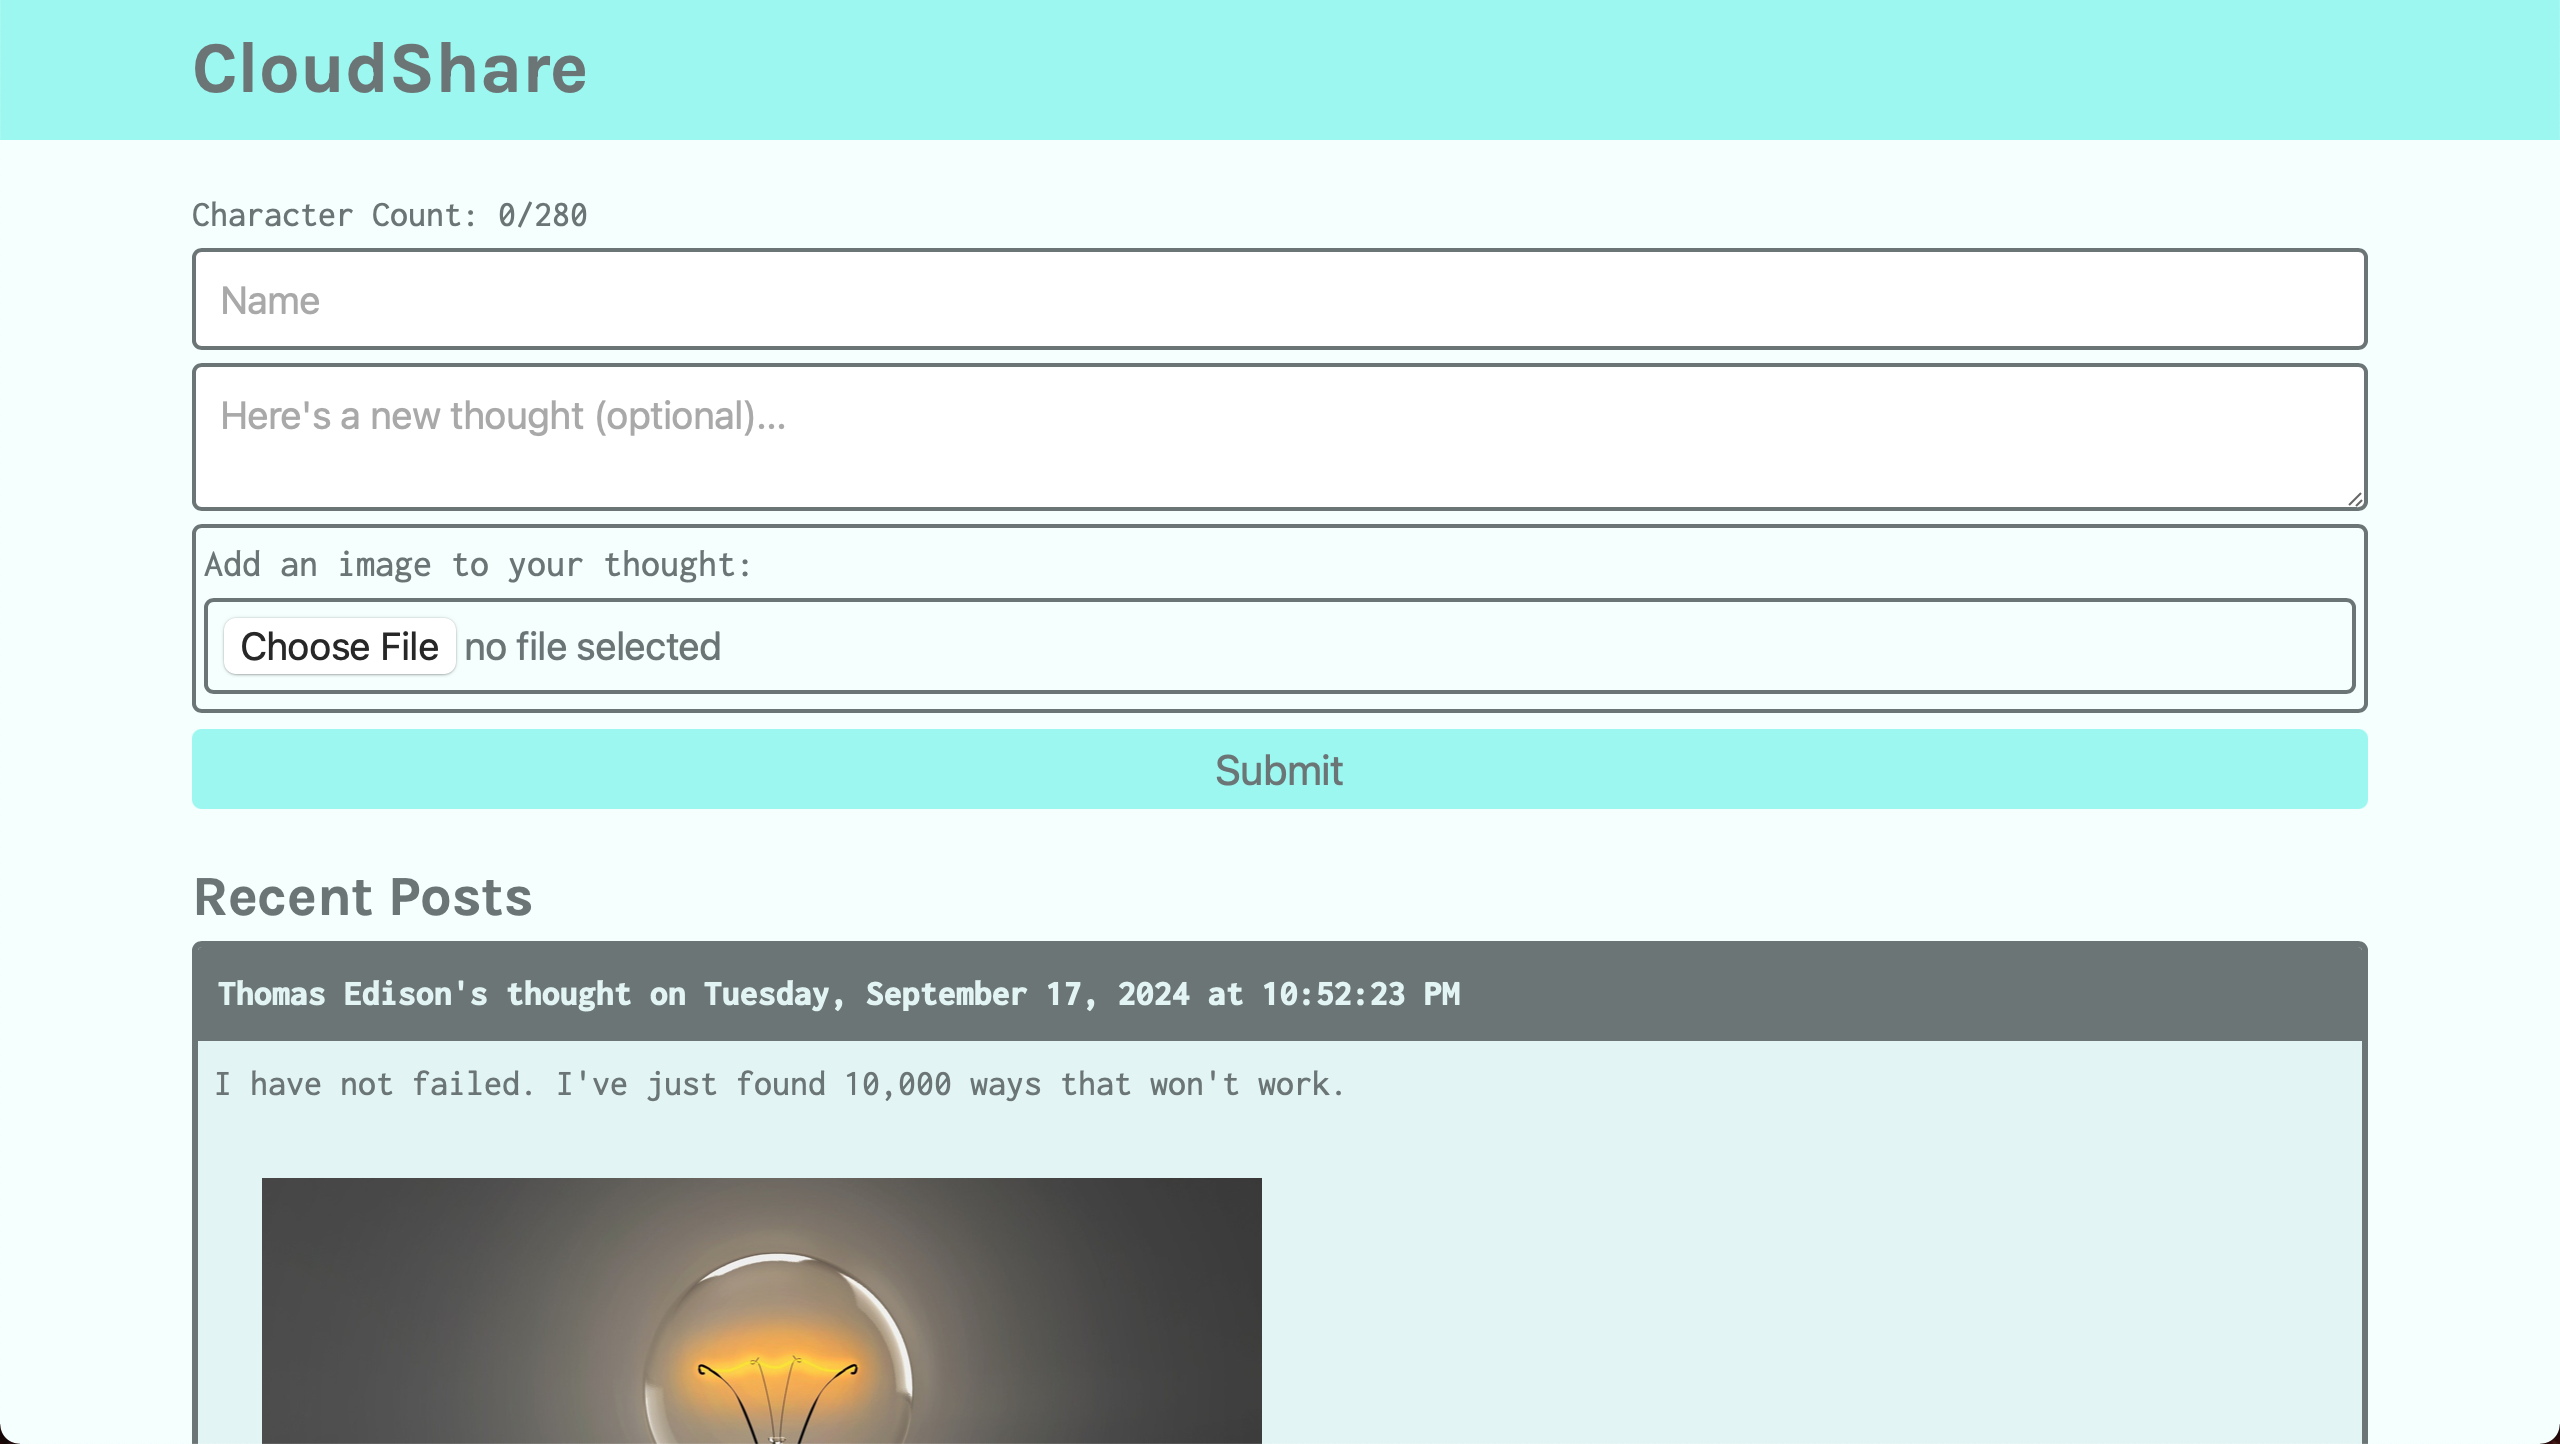 CloudShare
Character Count: 0/280
Name
Here's a new thought (optional)...
Add an image to your thought:
Choose File no file selected
Submit
Recent Posts
Thomas Edison's thought on Tuesday, September 17, 2024 at 10:52:23 PM
I have not failed. I've just found 10,000 ways that won't work.